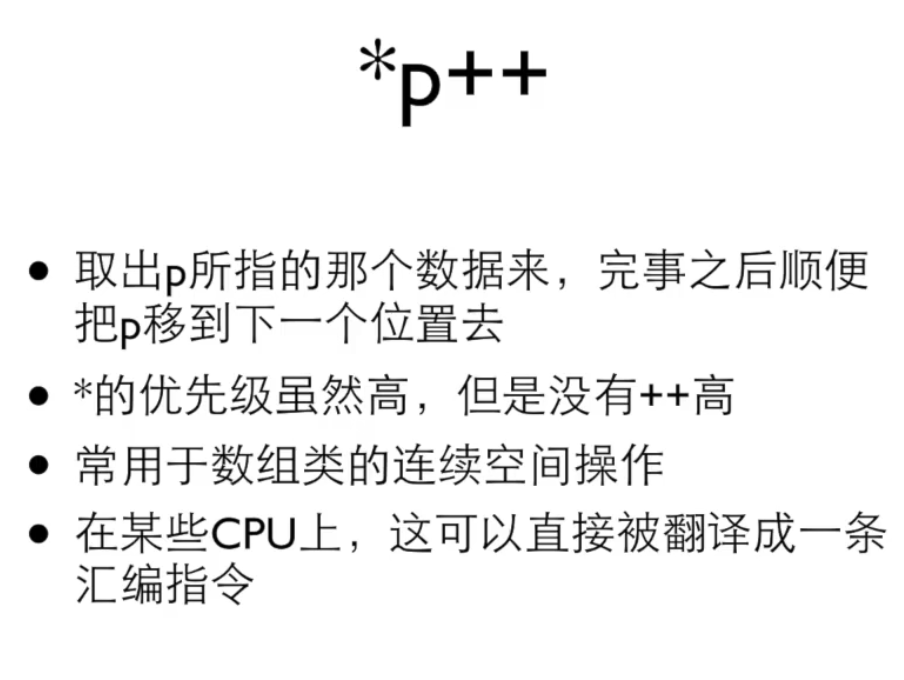 *p++
• 取出p所指的那个数据来，完事之后顺便
把p移到下一个位置去
• *的优先级虽然高，但是没有++高
• 常用于数组类的连续空间操作
• 在某些CPU上，这可以直接被翻译成一条
汇编指令